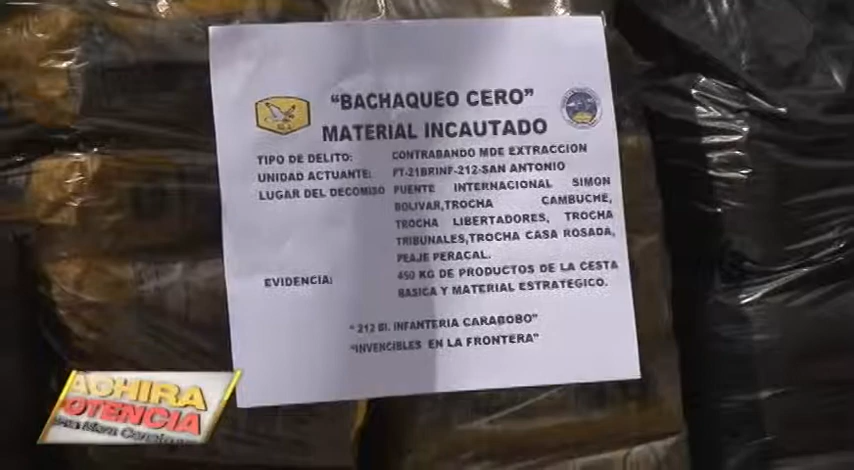 "BACHAQUEO CERO"
MATERIAL INCAUTADO
TIPO DE DELITO: CONTRABANDO MDE EXTRACCION
UNIDAD ACTUANTE: FT-21BRINF-212-SAN ANTONIO
LUGAR DEL DECOMISO PUENTE INTERNACIONAL SIMON
BOLIVAR,TROCHA CAMBUCHE,
TROCHA LIBERTADORES, TROCHA
TRIBUNALES,TROCHA CASA ROSADA,
PEAJE PERACAL.
EVIDENCIA: 450 KG DE PRODUCTOS DE LA CESTA
BASICA Y MATERIAL ESTRATEGICO.
"212 BI. INFANTERIA CARABOBO"
"INVENCIBLES EN LA FRONTERA"
ACHIRA
OTENCIA